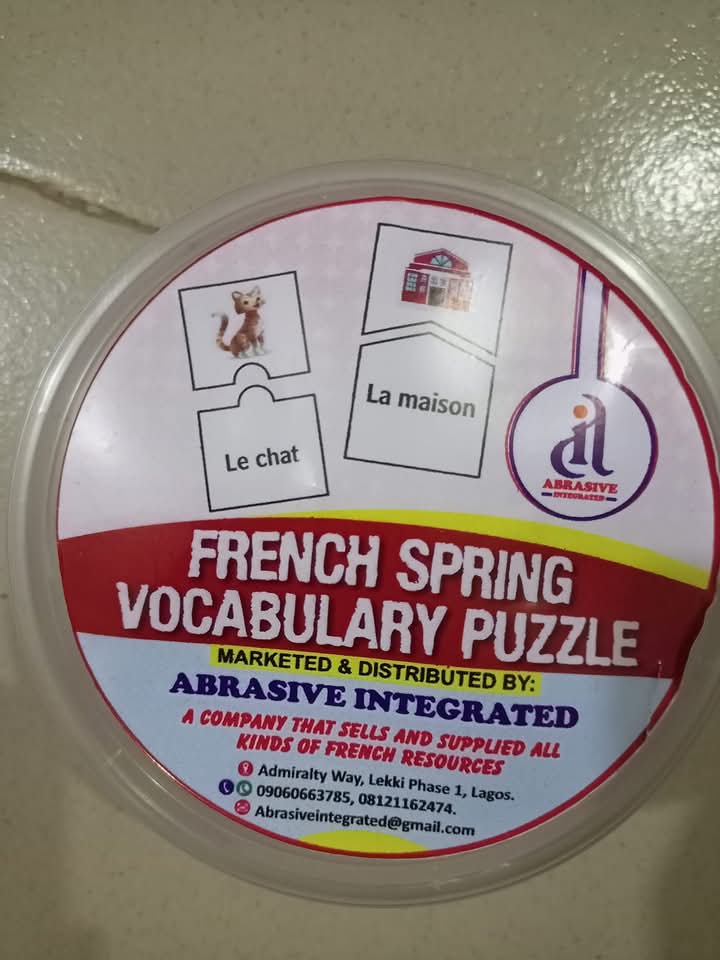 La maison
Le chat
ABRASIVE
INTEGRATED
FRENCH SPRING
VOCABULARY PUZZLE
MARKETED & DISTRIBUTED BY:
ABRASIVE INTEGRATED
A COMPANY THAT SELLS AND SUPPLIED ALL
KINDS OF FRENCH RESOURCES
Admiralty Way, Lekki Phase 1, Lagos.
09060663785, 08121162474.
Abrasiveintegrated@gmail.com